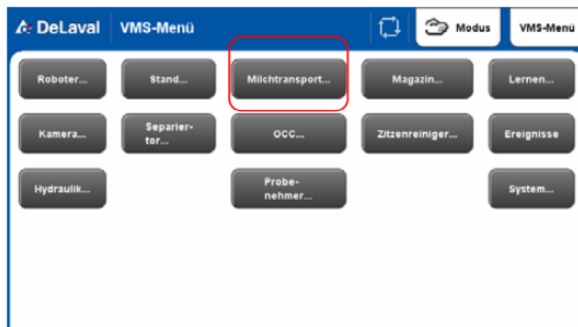 DeLaval VMS-Menü Modus VMS-Menü
Roboter... Stand... Milchtransport... Magazin... Lernen...
Kamera... Separier-
tor... OCC... Zitzenreiniger... Ereignisse
Hydraulik... Probe-
nehmer... System...